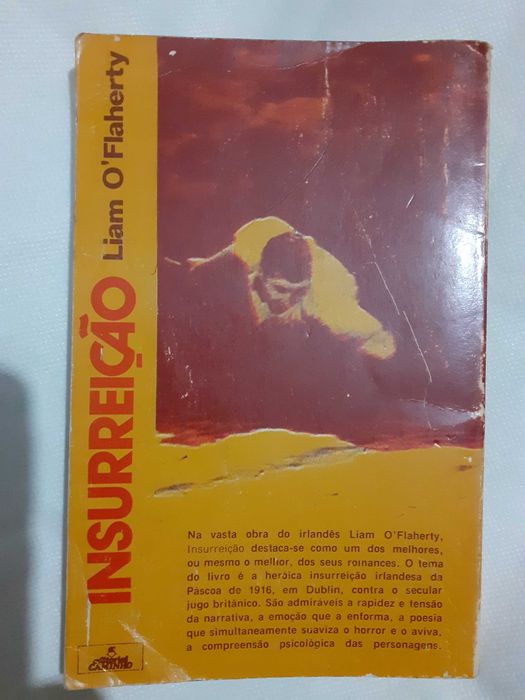 INSURREIÇÃO
Liam O'Flaherty
Na vasta obra do irlandês Liam O'Flaherty,
Insurreição destaca-se como um dos melhores,
ou mesmo o melhor, dos seus romances. O tema
do livro é a heróica insurreição irlandesa da
Páscoa de 1916, em Dublin, contra o secular
jugo britânico. São admiráveis a rapidez e tensão
da narrativa, a emoção que a enforma, a poesia
que simultaneamente suaviza o horror e o aviva,
a compreensão psicológica das personagens.
editorial
CAMINHO